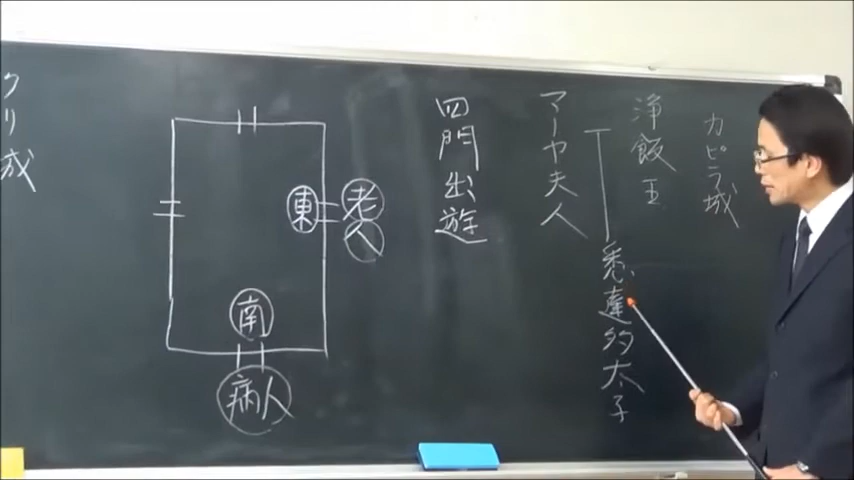 カピラ城
浄飯王
悉達多太子
マーヤ夫人
四門出遊
老人
東
南
病人
クリ城